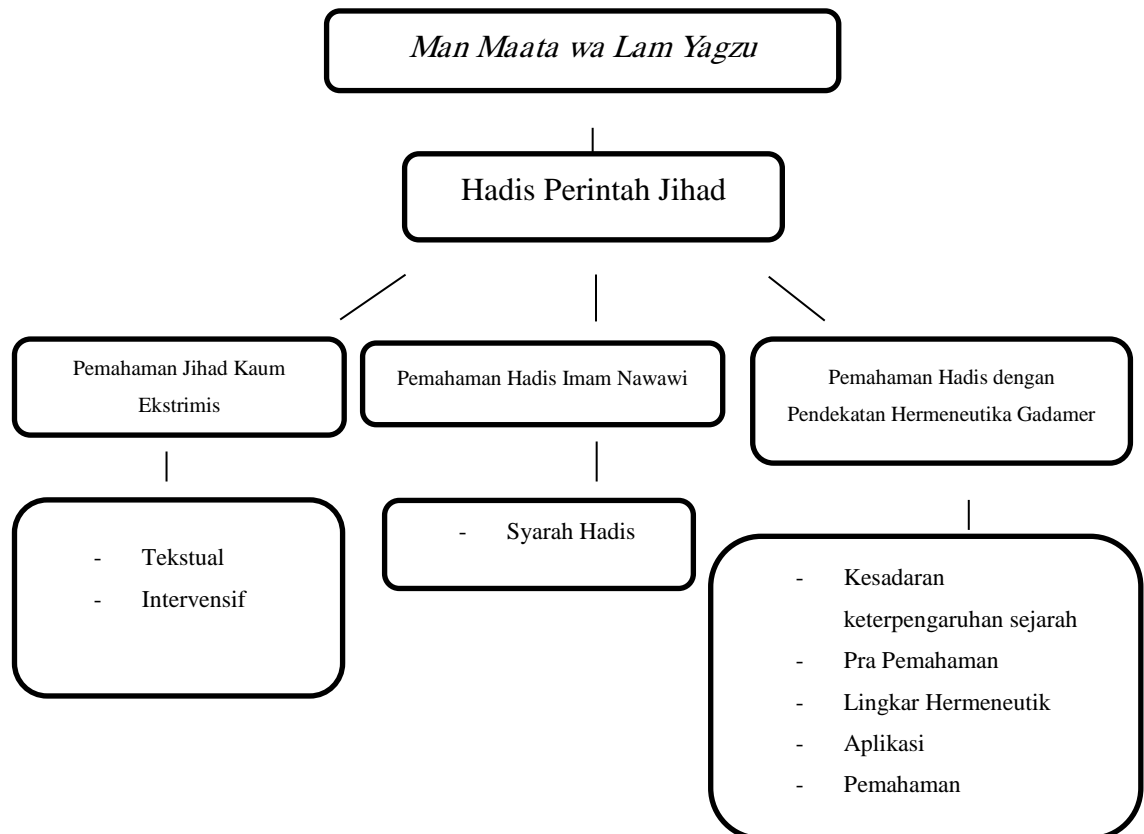 Man Maata wa Lam Yagzu
Hadis Perintah Jihad
Pemahaman Jihad Kaum
Ekstrimis
Pemahaman Hadis Imam Nawawi
Pemahaman Hadis dengan
Pendekatan Hermeneutika Gadamer
- Tekstual
- Intervensif
- Syarah Hadis
- Kesadaran
keterpengaruhan sejarah
- Pra Pemahaman
- Lingkar Hermeneutik
- Aplikasi
- Pemahaman